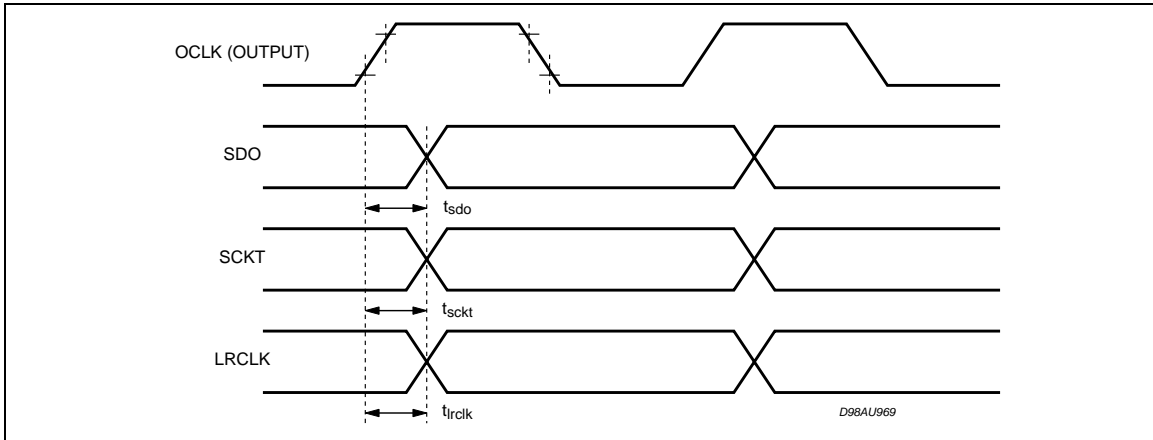 OCLK (OUTPUT)
SDO
tsdo
SCKT
tsckt
LRCLK
tlrclk
D98AU969